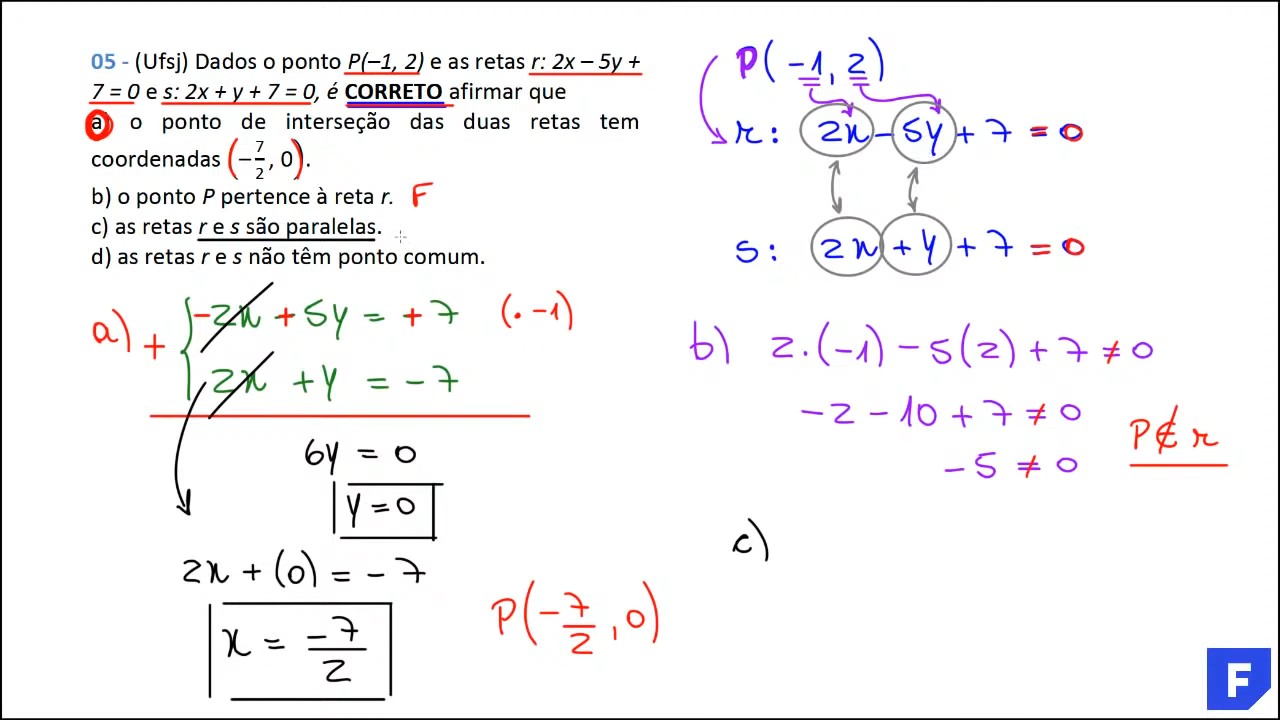 05 - (Ufsj) Dados o ponto P(–1, 2) e as retas r: 2x – 5y +
7 = 0 e s: 2x + y + 7 = 0, é CORRETO afirmar que
a) o ponto de interseção das duas retas tem
coordenadas (–7/2, 0).
b) o ponto P pertence à reta r. F
c) as retas r e s são paralelas.
d) as retas r e s não têm ponto comum.
a) + { -2x + 5y = +7 (· -1)
2x + y = -7
6y = 0
y = 0
2x + (0) = -7
x = -7/2
P(-7/2, 0)
P(-1, 2)
r: 2x - 5y + 7 = 0
s: 2x + y + 7 = 0
b) 2·(-1) - 5(2) + 7 ≠ 0
-2 - 10 + 7 ≠ 0
-5 ≠ 0
P ∉ r
c)
F